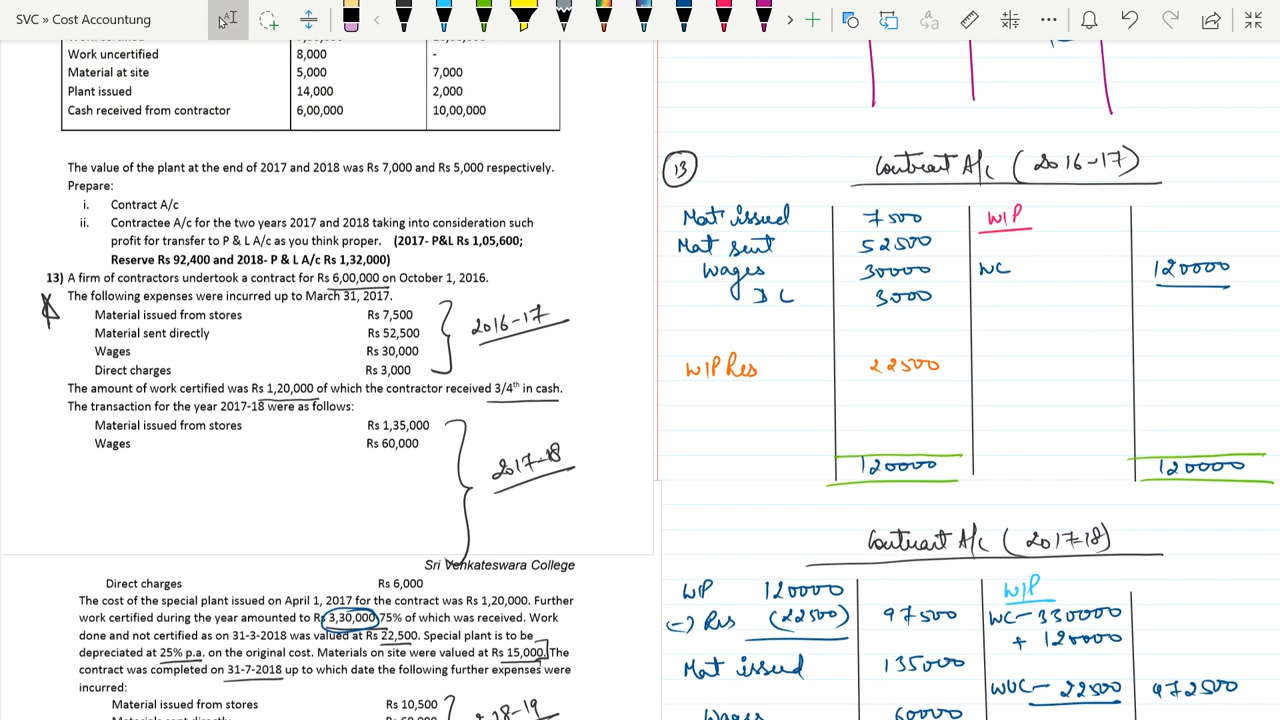 SVC » Cost Accountung
Work uncertified 8,000 -
Material at site 5,000 7,000
Plant issued 14,000 2,000
Cash received from contractor 6,00,000 10,00,000
The value of the plant at the end of 2017 and 2018 was Rs 7,000 and Rs 5,000 respectively.
Prepare:
i. Contract A/c
ii. Contractee A/c for the two years 2017 and 2018 taking into consideration such
profit for transfer to P & L A/c as you think proper. (2017- P&L Rs 1,05,600;
Reserve Rs 92,400 and 2018- P & L A/c Rs 1,32,000)
13) A firm of contractors undertook a contract for Rs 6,00,000 on October 1, 2016.
The following expenses were incurred up to March 31, 2017.
Material issued from stores Rs 7,500
Material sent directly Rs 52,500
Wages Rs 30,000
Direct charges Rs 3,000
2016-17
The amount of work certified was Rs 1,20,000 of which the contractor received 3/4th in cash.
The transaction for the year 2017-18 were as follows:
Material issued from stores Rs 1,35,000
Wages Rs 60,000
2017-18
Sri Venkateswara College
Direct charges Rs 6,000
The cost of the special plant issued on April 1, 2017 for the contract was Rs 1,20,000. Further
work certified during the year amounted to Rs 3,30,000, 75% of which was received. Work
done and not certified as on 31-3-2018 was valued at Rs 22,500. Special plant is to be
depreciated at 25% p.a. on the original cost. Materials on site were valued at Rs 15,000. The
contract was completed on 31-7-2018 up to which date the following further expenses were
incurred:
Material issued from stores Rs 10,500
18-19
13 Contract A/c (2016-17)
Mat issued 7500 WIP
Mat sent 52500
Wages 30000 WC 120000
DC 3000
WIP Res 22500
120000 120000
Contract A/c (2017-18)
WIP 120000 WIP
(-) Res (22500) 97500 WC - 330000
+ 120000
Mat issued 135000
WUC - 22500 472500
Wages 60000